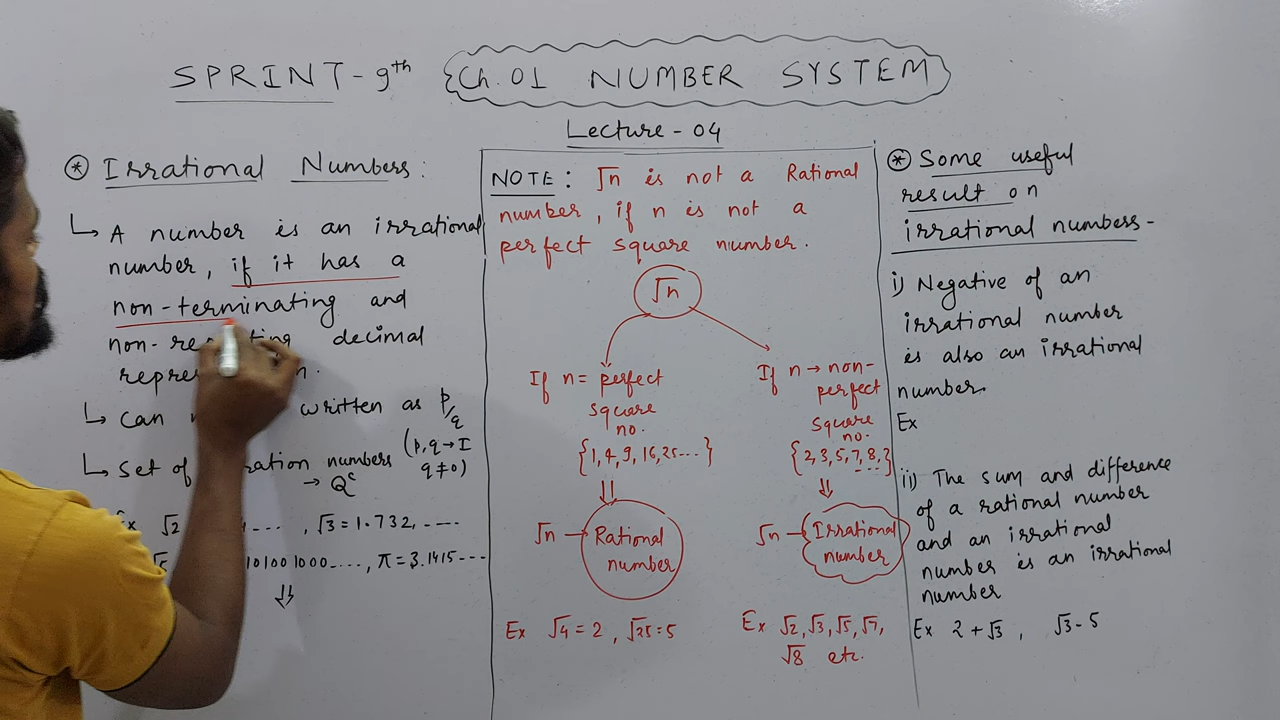 SPRINT-9th Ch.01 NUMBER SYSTEM
Lecture-04
* Irrational Numbers:
↳ A number is an irrational
number, if it has a
non-terminating and
decimal
↳ Can written as p/q
(p,q→I
q≠0)
↳ Set of numbers
→ Qᶜ
√2 ...., √3=1.732,....
1010010000....., π=3.1415---
⇓
NOTE: √n is not a Rational
number, if n is not a
perfect square number.
√n
If n= perfect
square
no.
{1,4,9,16,25---}
⇓
√n → Rational
number
Ex √4=2, √25=5
If n → non-
perfect
square
no.
{2,3,5,7,8,}
---
⇓
√n → Irrational
number
Ex √2,√3,√5,√7,
√8 etc.
* Some useful
result on
irrational numbers-
i) Negative of an
irrational number
is also an irrational
number.
Ex
ii) The sum and difference
of a rational number
and an irrational
number is an irrational
number
Ex 2+√3, √3-5